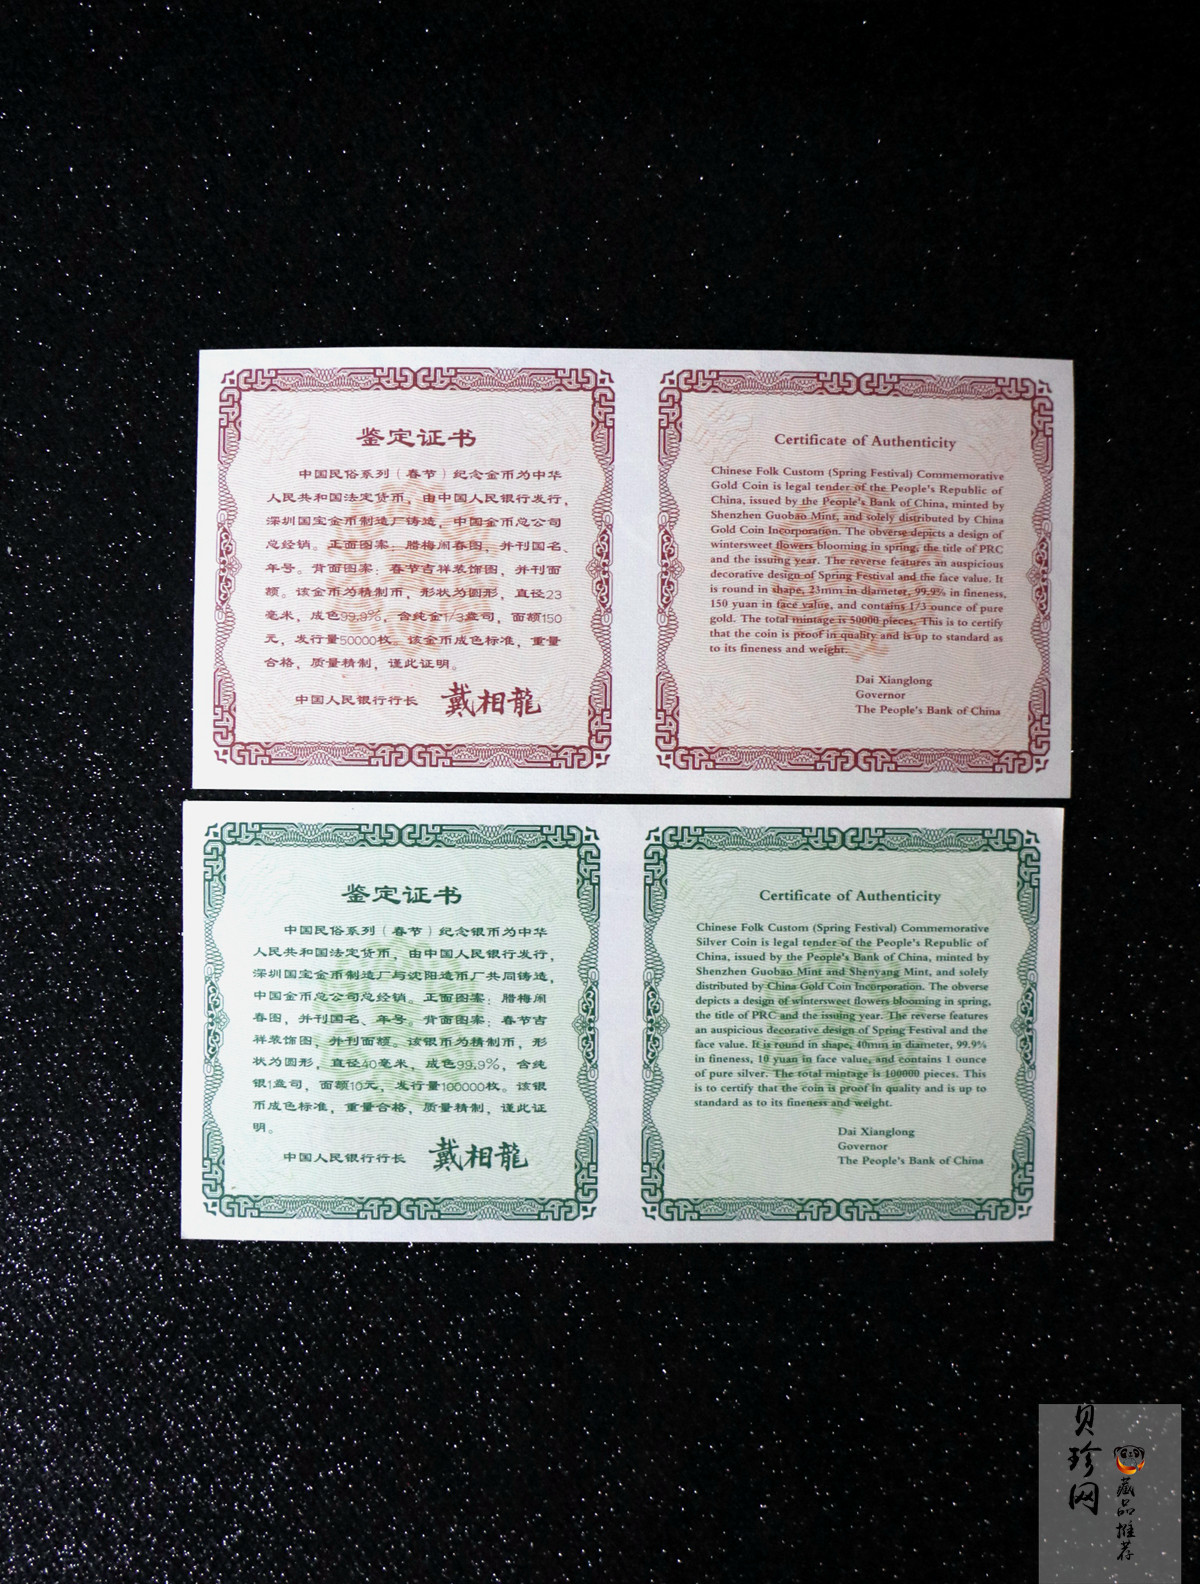 鉴定证书
中国民俗系列（春节）纪念金币为中华
人民共和国法定货币，由中国人民银行发行，
深圳国宝金币制造厂铸造，中国金币总公司
总经销。正面图案：腊梅闹春图，并刊国名、
年号。背面图案：春节吉祥装饰图，并刊面
额。该金币为精制币，形状为圆形，直径23
毫米，成色99.9%，含纯金1/3盎司，面额150
元，发行量50000枚。该金币成色标准，重量
合格，质量精制，谨此证明。
中国人民银行行长 戴相龍
Certificate of Authenticity
Chinese Folk Custom (Spring Festival) Commemorative
Gold Coin is legal tender of the People's Republic of
China, issued by the People's Bank of China, minted by
Shenzhen Guobao Mint, and solely distributed by China
Gold Coin Incorporation. The obverse depicts a design of
wintersweet flowers blooming in spring, the title of PRC
and the issuing year. The reverse features an auspicious
decorative design of Spring Festival and the face value. It
is round in shape, 23mm in diameter, 99.9% in fineness,
150 yuan in face value, and contains 1/3 ounce of pure
gold. The total mintage is 50000 pieces. This is to certify
that the coin is proof in quality and is up to standard as
to its fineness and weight.
Dai Xianglong
Governor
The People's Bank of China
鉴定证书
中国民俗系列（春节）纪念银币为中华
人民共和国法定货币，由中国人民银行发行，
深圳国宝金币制造厂与沈阳造币厂共同铸造，
中国金币总公司总经销。正面图案：腊梅闹
春图，并刊国名、年号。背面图案：春节吉
祥装饰图，并刊面额。该银币为精制币，形
状为圆形，直径40毫米，成色99.9%，含纯
银1盎司，面额10元，发行量100000枚。该银
币成色标准，重量合格，质量精制，谨此证
明。
中国人民银行行长 戴相龍
Certificate of Authenticity
Chinese Folk Custom (Spring Festival) Commemorative
Silver Coin is legal tender of the People's Republic of
China, issued by the People's Bank of China, minted by
Shenzhen Guobao Mint and Shenyang Mint, and solely
distributed by China Gold Coin Incorporation. The obverse
depicts a design of wintersweet flowers blooming in spring,
the title of PRC and the issuing year. The reverse features
an auspicious decorative design of Spring Festival and the
face value. It is round in shape, 40mm in diameter, 99.9%
in fineness, 10 yuan in face value, and contains 1 ounce
of pure silver. The total mintage is 100000 pieces. This
is to certify that the coin is proof in quality and is up to
standard as to its fineness and weight.
Dai Xianglong
Governor
The People's Bank of China
贝珍网
藏品推荐